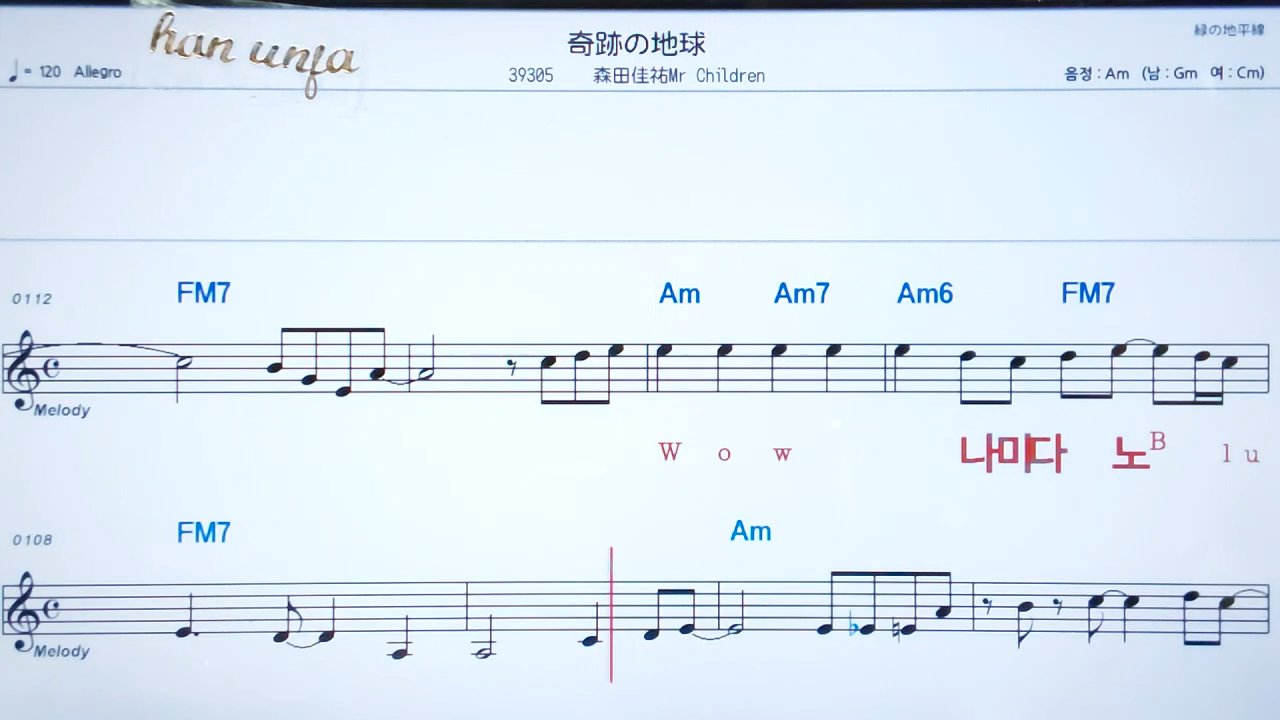 han unja
奇跡の地球
緑の地平線
♩= 120 Allegro
39305 森田佳祐Mr Children
음정 : Am (남 : Gm 여 : Cm)
0112 FM7 Am Am7 Am6 FM7
Melody
W o w 나미다 노 B l u
0108 FM7 Am
Melody